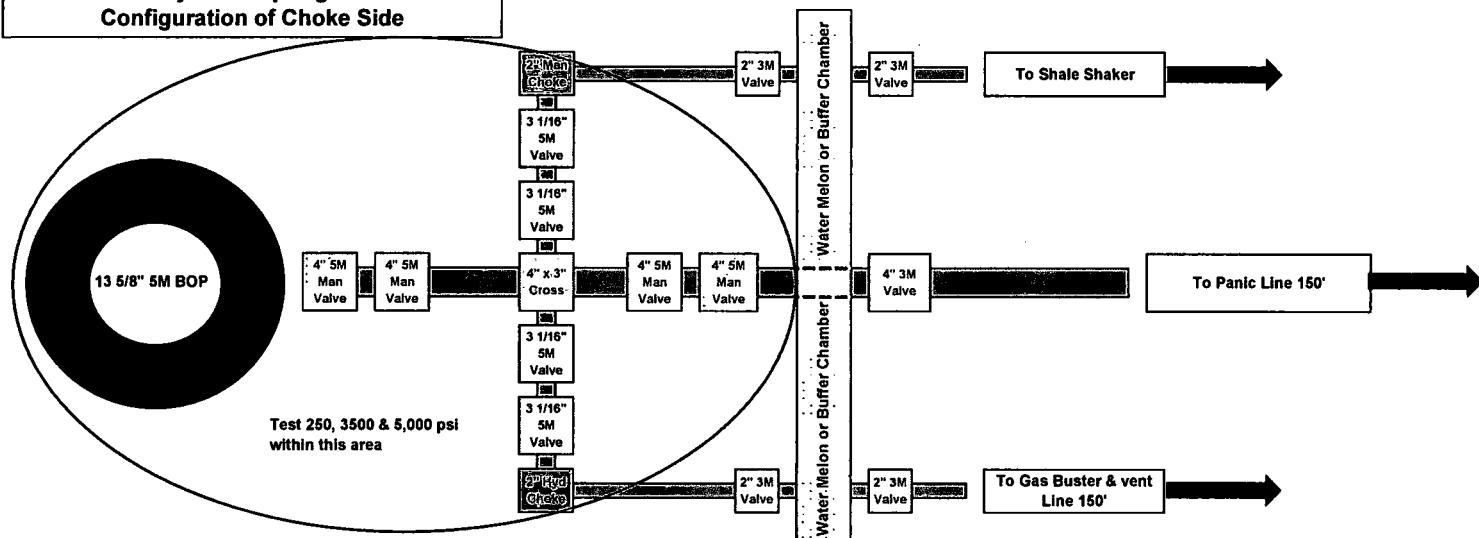 Configuration of Choke Side
2" Man
Choke
2" 3M
Valve
2" 3M
Valve
To Shale Shaker
3 1/16"
5M
Valve
3 1/16"
5M
Valve
Water Melon or Buffer Chamber
13 5/8" 5M BOP
4" 5M
Man
Valve
4" 5M
Man
Valve
4" x 3"
Cross
4" 5M
Man
Valve
4" 5M
Man
Valve
4" 3M
Valve
To Panic Line 150'
3 1/16"
5M
Valve
3 1/16"
5M
Valve
Water Melon or Buffer Chamber
Test 250, 3500 & 5,000 psi
within this area
2" Hyd
Choke
2" 3M
Valve
2" 3M
Valve
To Gas Buster & vent
Line 150'